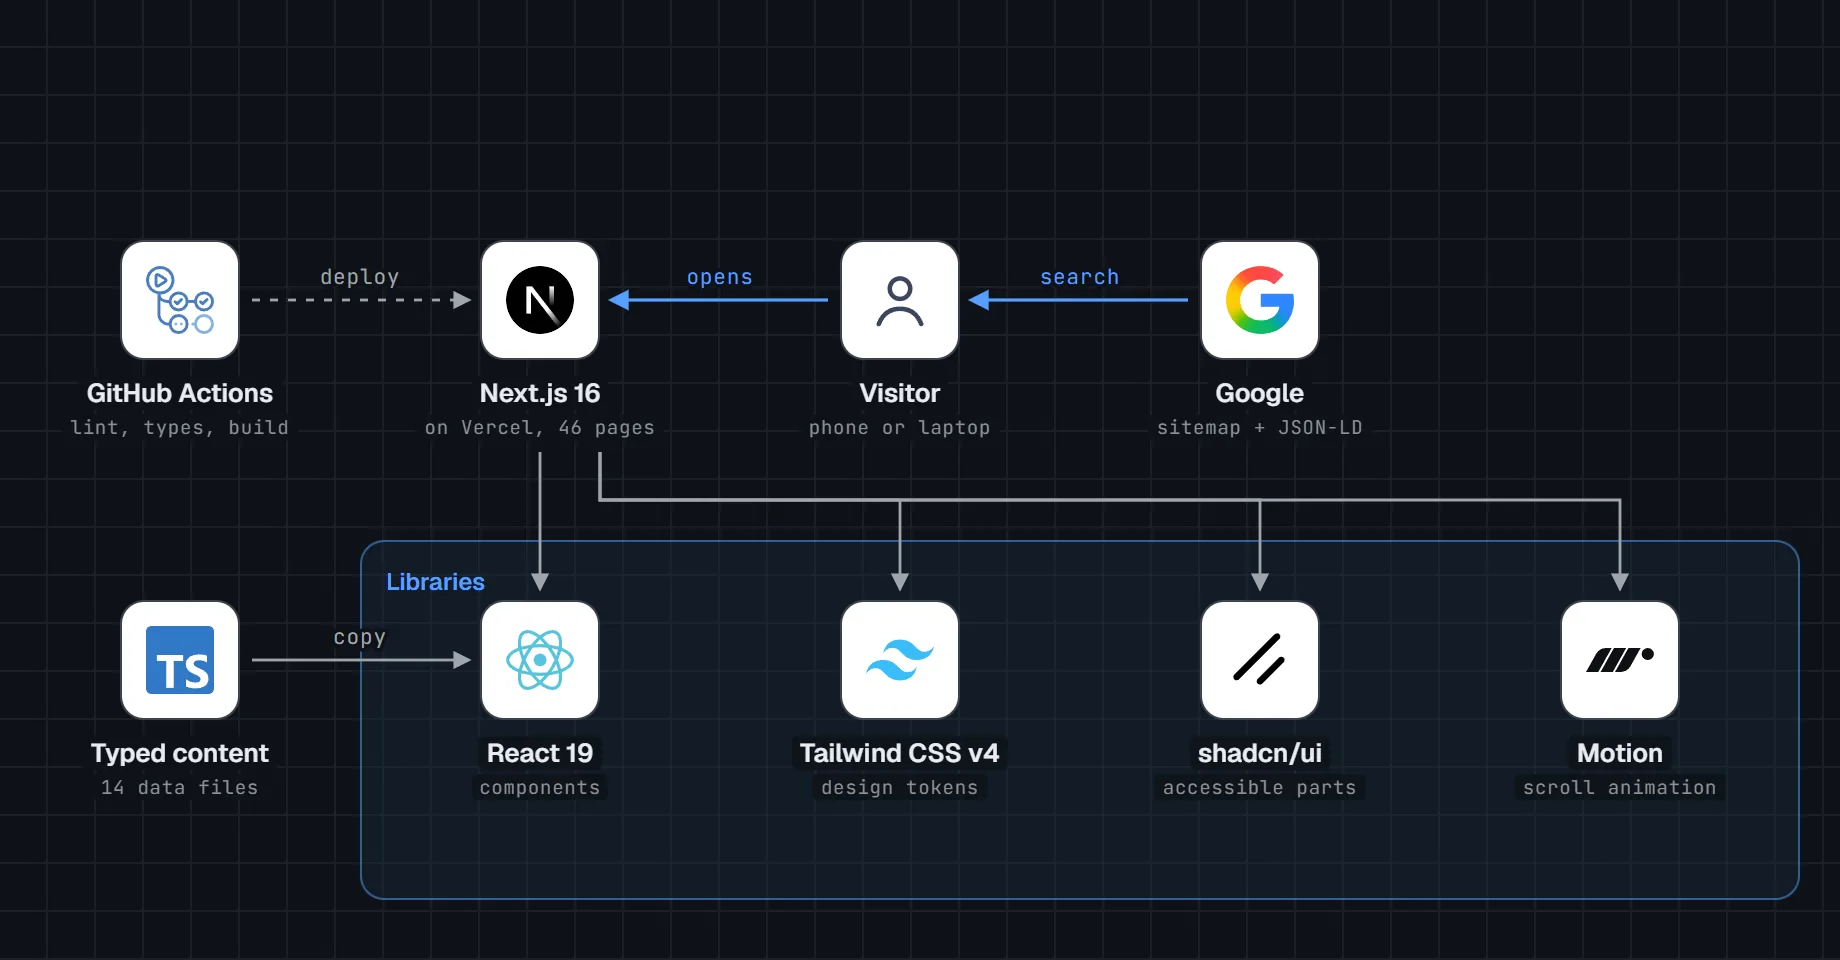 deploy
opens
search
GitHub Actions
lint, types, build
Next.js 16
on Vercel, 46 pages
Visitor
phone or laptop
Google
sitemap + JSON-LD
Libraries
TS
copy
Typed content
14 data files
React 19
components
Tailwind CSS v4
design tokens
shadcn/ui
accessible parts
Motion
scroll animation